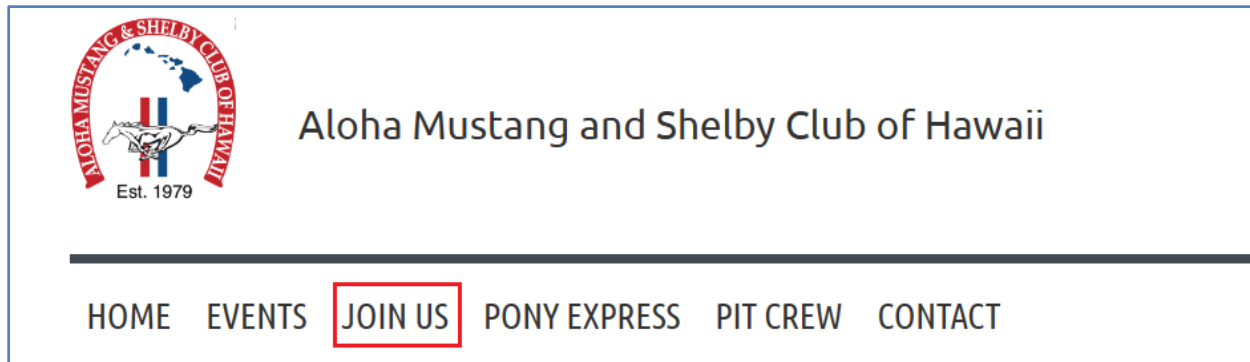 ALOHA MUSTANG & SHELBY CLUB OF HAWAII
Est. 1979
Aloha Mustang and Shelby Club of Hawaii
HOME EVENTS JOIN US PONY EXPRESS PIT CREW CONTACT